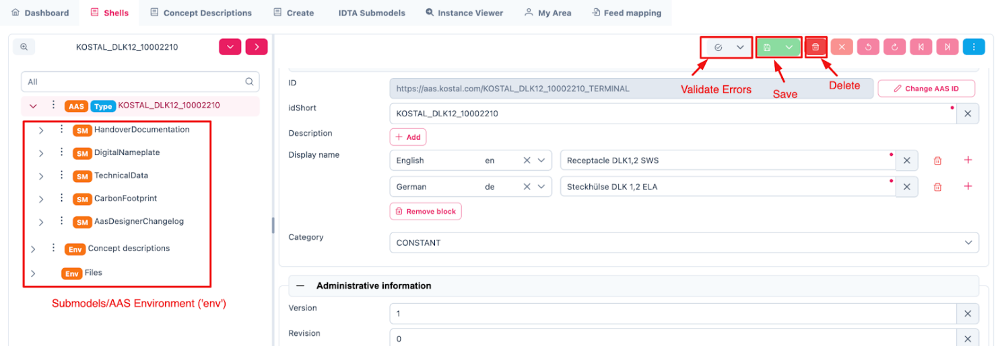 Dashboard Shells Concept Descriptions Create IDTA Submodels Instance Viewer My Area Feed mapping
KOSTAL_DLK12_10002210
All
AAS Type KOSTAL_DLK12_10002210
SM HandoverDocumentation
SM DigitalNameplate
SM TechnicalData
SM CarbonFootprint
SM AasDesignerChangelog
Env Concept descriptions
Env Files
Submodels/AAS Environment ('env')
Validate Errors
Save
Delete
ID https://aas.kostal.com/KOSTAL_DLK12_10002210_TERMINAL Change AAS ID
idShort KOSTAL_DLK12_10002210
Description Add
Display name English en Receptacle DLK1,2 SWS
German de Steckhülse DLK 1,2 ELA
Remove block
Category CONSTANT
Administrative information
Version 1
Revision 0